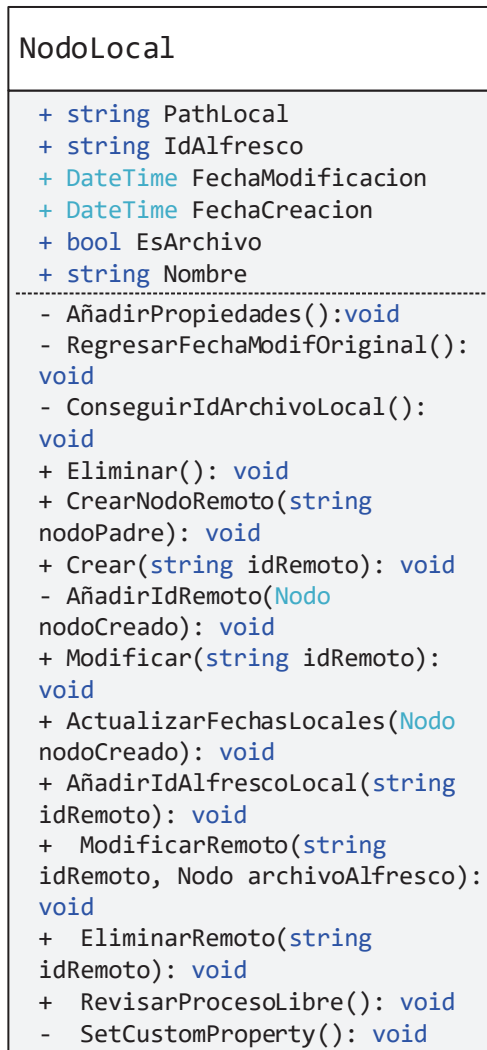 NodoLocal
+ string PathLocal
+ string IdAlfresco
+ DateTime FechaModificacion
+ DateTime FechaCreacion
+ bool EsArchivo
+ string Nombre
- AñadirPropiedades():void
- RegresarFechaModifOriginal():
void
- ConseguirIdArchivoLocal():
void
+ Eliminar(): void
+ CrearNodoRemoto(string
nodoPadre): void
+ Crear(string idRemoto): void
- AñadirIdRemoto(Nodo
nodoCreado): void
+ Modificar(string idRemoto):
void
+ ActualizarFechasLocales(Nodo
nodoCreado): void
+ AñadirIdAlfrescoLocal(string
idRemoto): void
+  ModificarRemoto(string
idRemoto, Nodo archivoAlfresco):
void
+  EliminarRemoto(string
idRemoto): void
+  RevisarProcesoLibre(): void
-  SetCustomProperty(): void